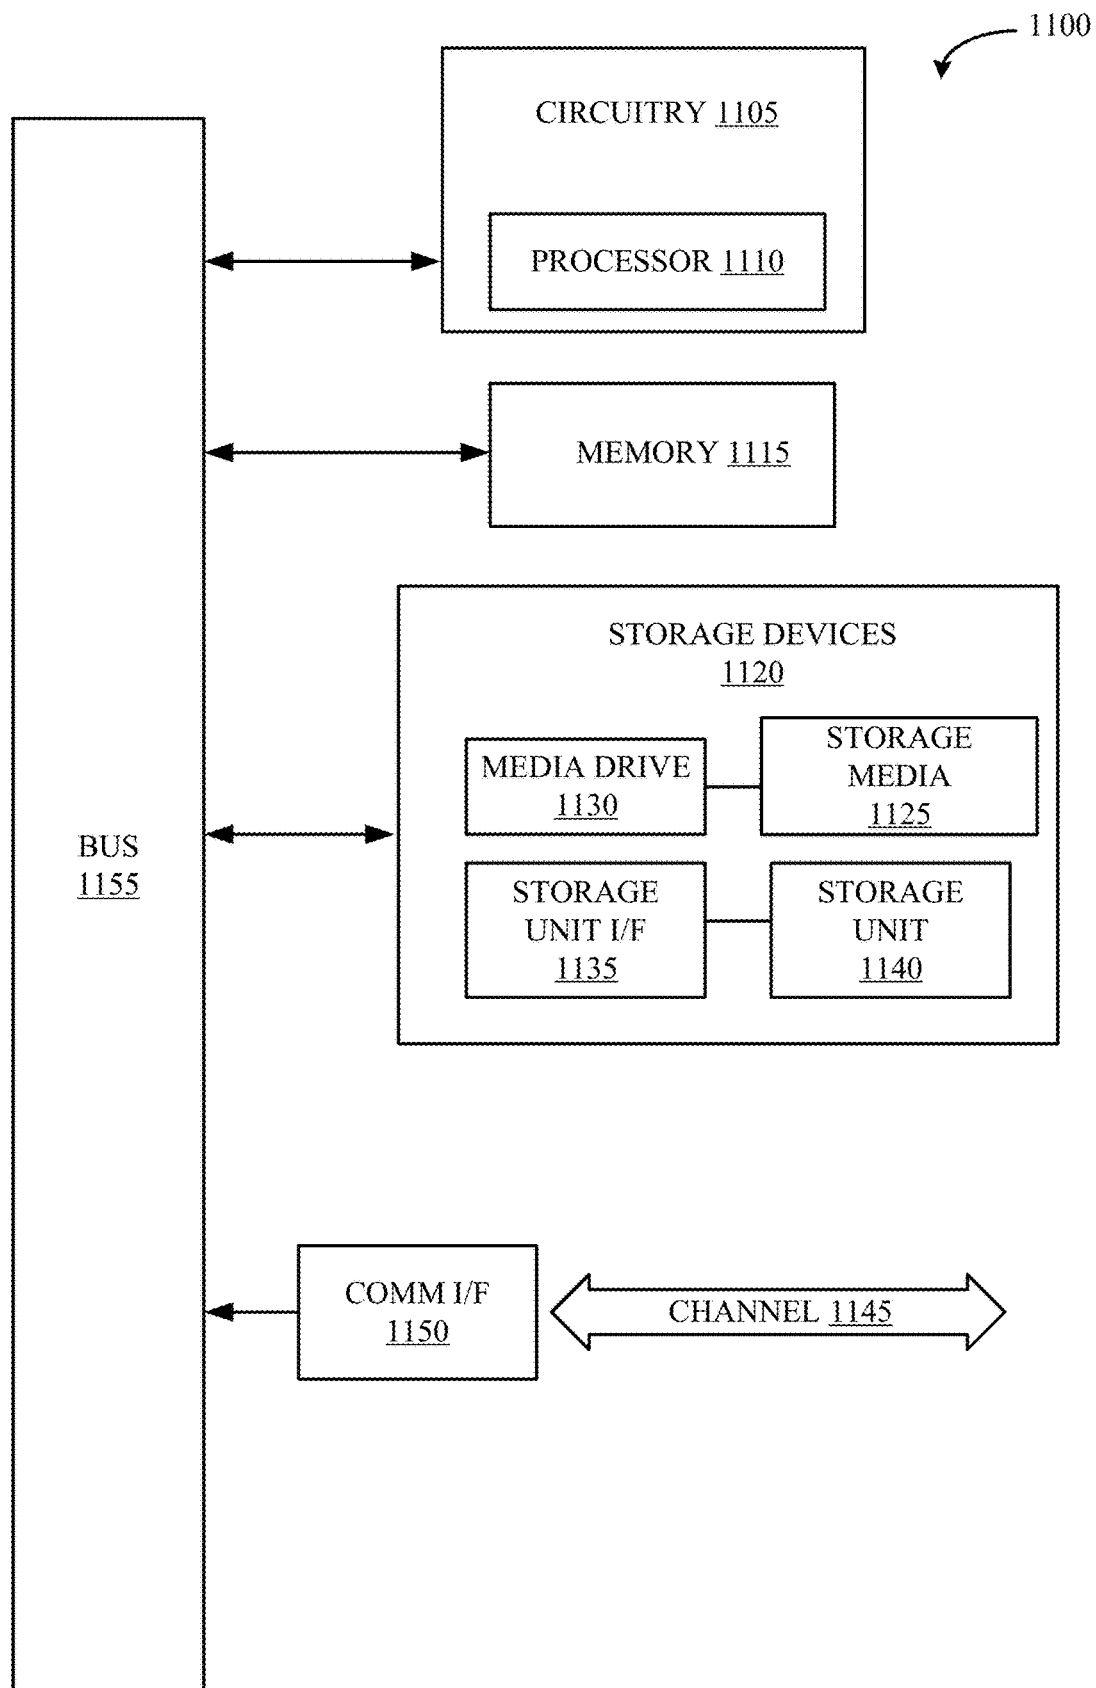 1100
CIRCUITRY 1105
PROCESSOR 1110
MEMORY 1115
STORAGE DEVICES
1120
MEDIA DRIVE
1130
STORAGE
MEDIA
1125
STORAGE
UNIT I/F
1135
STORAGE
UNIT
1140
BUS
1155
COMM I/F
1150
CHANNEL 1145